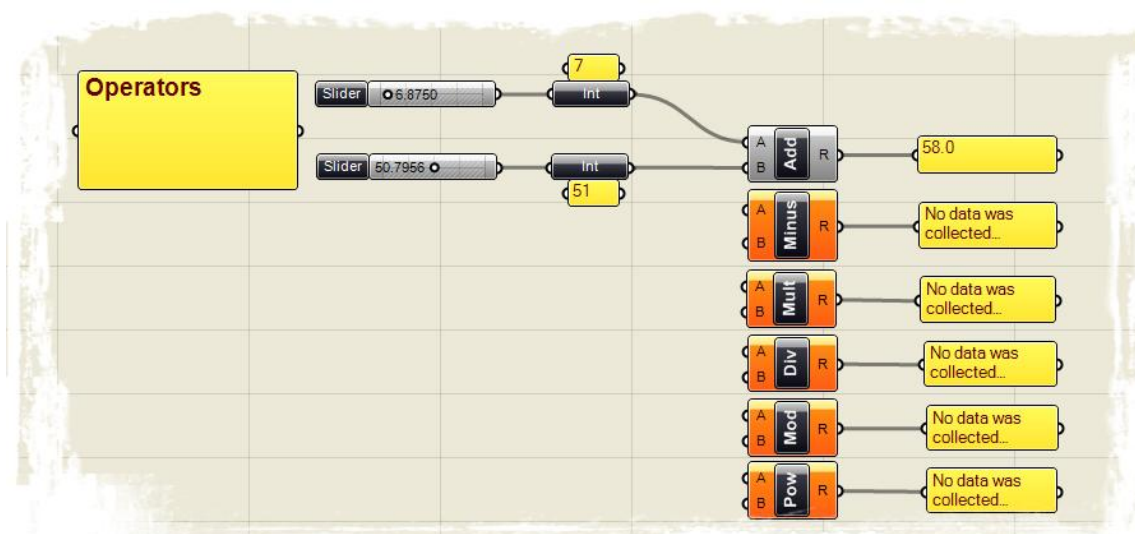 Operators
Slider 6.8750
7
Int
Slider 50.7956
Int
51
A
B
Add
R
58.0
A
B
Minus
R
No data was
collected...
A
B
Mult
R
No data was
collected...
A
B
Div
R
No data was
collected...
A
B
Mod
R
No data was
collected...
A
B
Pow
R
No data was
collected...